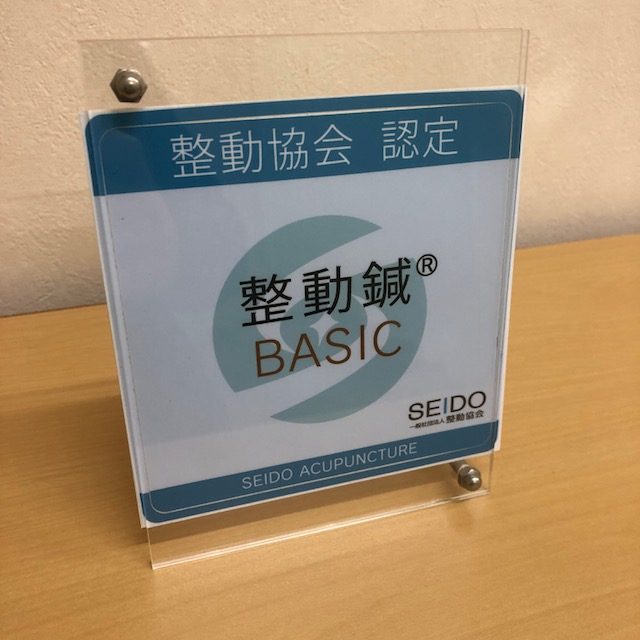 整動協会 認定
整動鍼®
BASIC
SEIDO
一般社団法人 整動協会
SEIDO ACUPUNCTURE